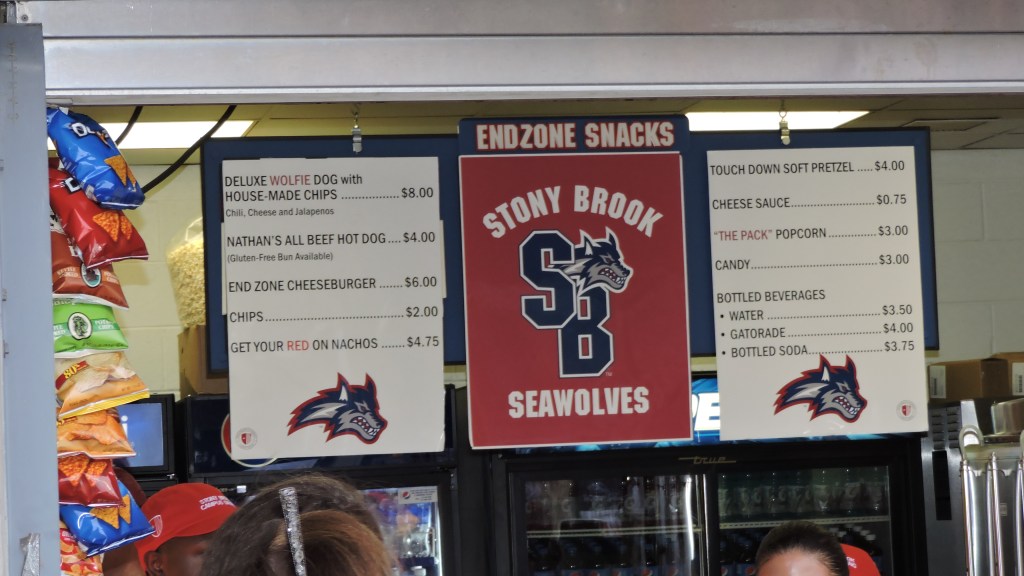 ENDZONE SNACKS
DELUXE WOLFIE DOG with
HOUSE-MADE CHIPS ................ $8.00
Chili, Cheese and Jalapenos
NATHAN'S ALL BEEF HOT DOG .... $4.00
(Gluten-Free Bun Available)
END ZONE CHEESEBURGER ....... $6.00
CHIPS ........................................ $2.00
GET YOUR RED ON NACHOS ...... $4.75
STONY BROOK
SB
SEAWOLVES
TOUCH DOWN SOFT PRETZEL ..... $4.00
CHEESE SAUCE ..................... $0.75
"THE PACK" POPCORN ............. $3.00
CANDY ................................ $3.00
BOTTLED BEVERAGES
• WATER .............................. $3.50
• GATORADE ........................ $4.00
• BOTTLED SODA .................. $3.75
true